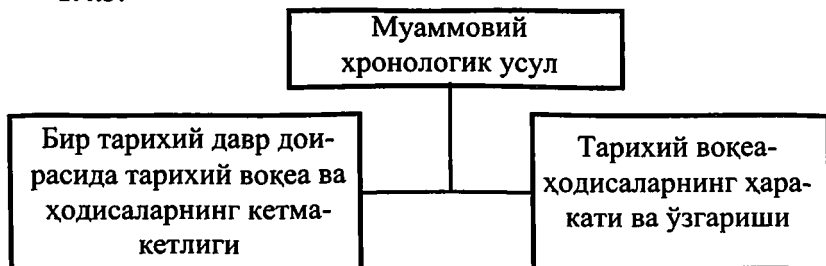 Муаммовий
хронологик усул
Бир тарихий давр дои-
расида тарихий воқеа ва
ҳодисаларнинг кетма-
кетлиги
Тарихий воқеа-
ҳодисаларнинг ҳара-
кати ва ўзгариши